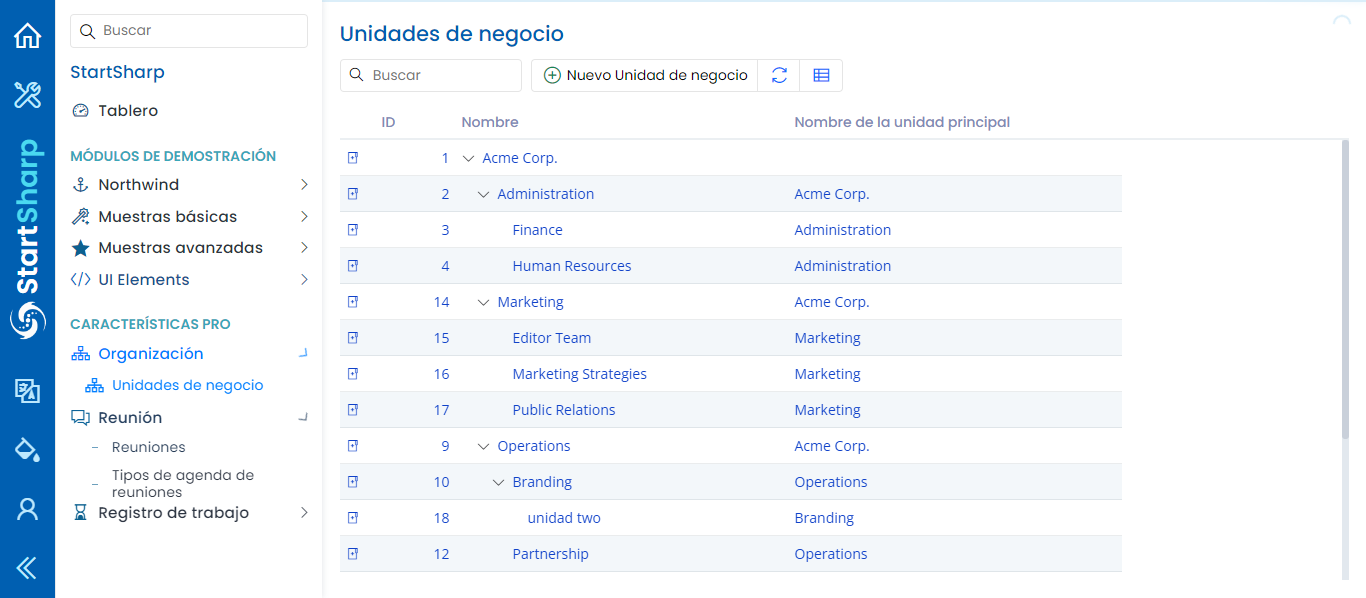 StartSharp
Buscar
StartSharp
Tablero
MÓDULOS DE DEMOSTRACIÓN
Northwind
Muestras básicas
Muestras avanzadas
UI Elements
CARACTERÍSTICAS PRO
Organización
Unidades de negocio
Reunión
Reuniones
Tipos de agenda de
reuniones
Registro de trabajo
Unidades de negocio
Buscar
Nuevo Unidad de negocio
ID Nombre Nombre de la unidad principal
1 Acme Corp.
2 Administration Acme Corp.
3 Finance Administration
4 Human Resources Administration
14 Marketing Acme Corp.
15 Editor Team Marketing
16 Marketing Strategies Marketing
17 Public Relations Marketing
9 Operations Acme Corp.
10 Branding Operations
18 unidad two Branding
12 Partnership Operations